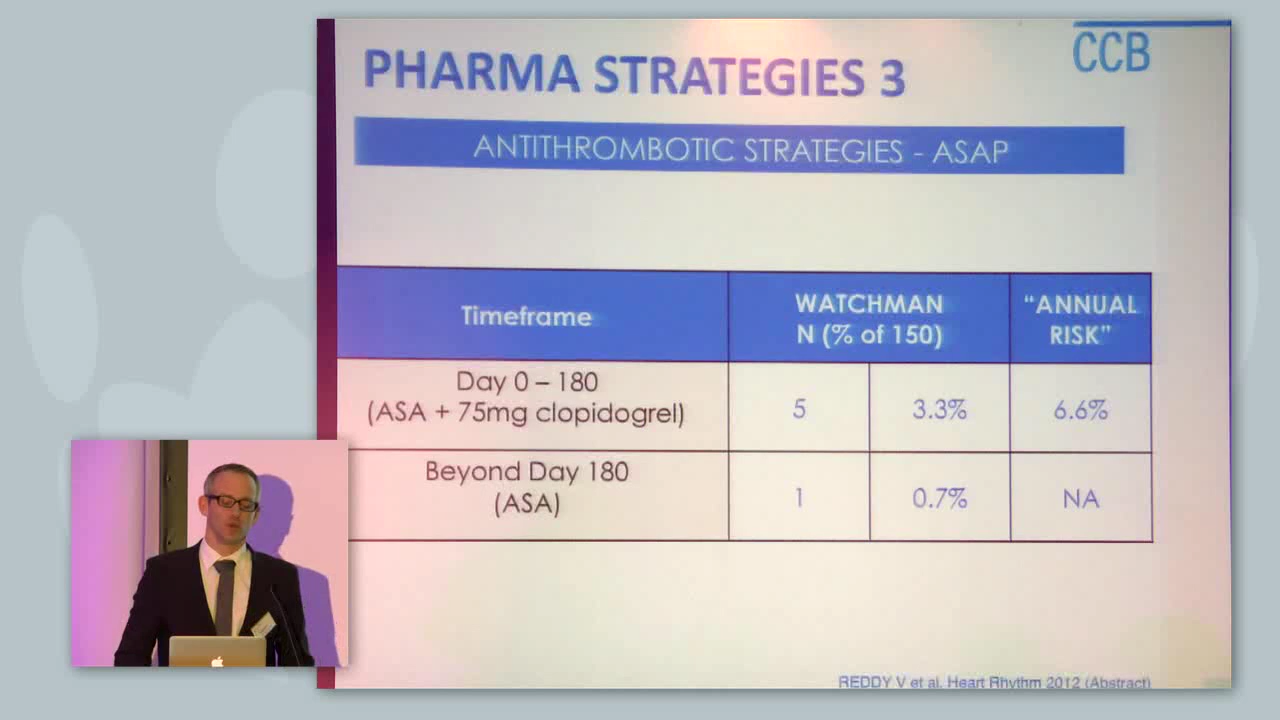 CCB
PHARMA STRATEGIES 3
ANTITHROMBOTIC STRATEGIES - ASAP
Timeframe
WATCHMAN
N (% of 150)
“ANNUAL
RISK”
Day 0 – 180
(ASA + 75mg clopidogrel)
5
3.3%
6.6%
Beyond Day 180
(ASA)
1
0.7%
NA
REDDY V et al. Heart Rhythm 2012 (Abstract)